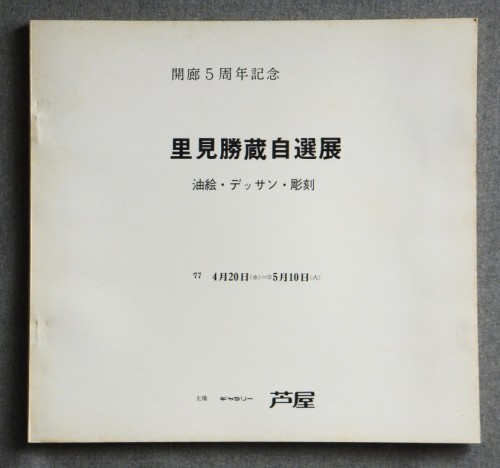 開廊5周年記念
里見勝蔵自選展
油絵・デッサン・彫刻
'77 4月20日(水)⇨5月10日(火)
主催 ギャラリー 芦屋